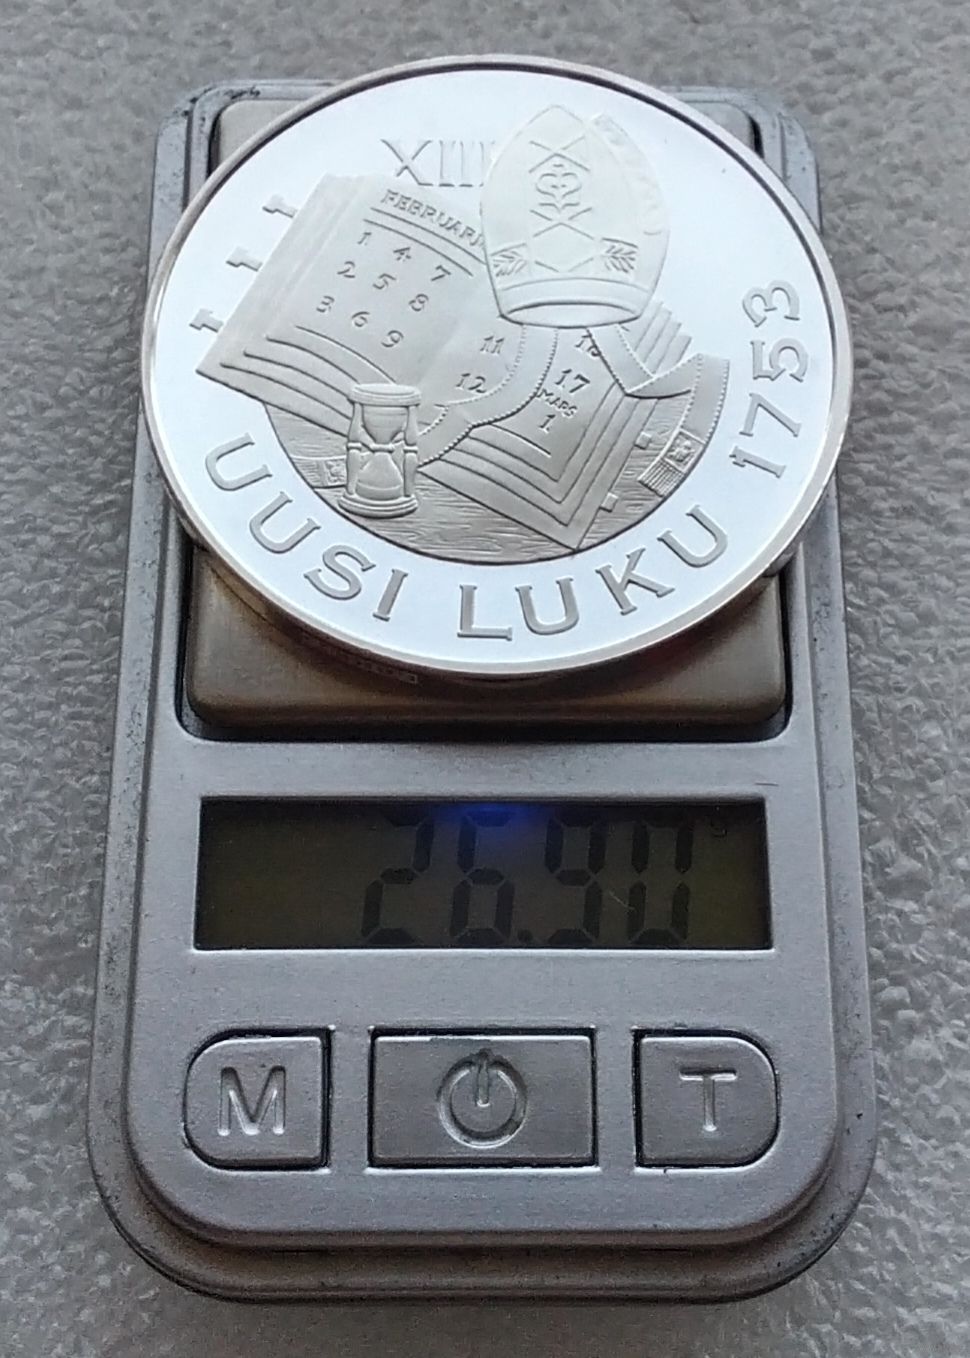 XIII
FEBRUARI
1 4 7
2 5 8
3 6 9
11
12
17
MARS
1
UUSI LUKU 1753
26.90 g
M
T